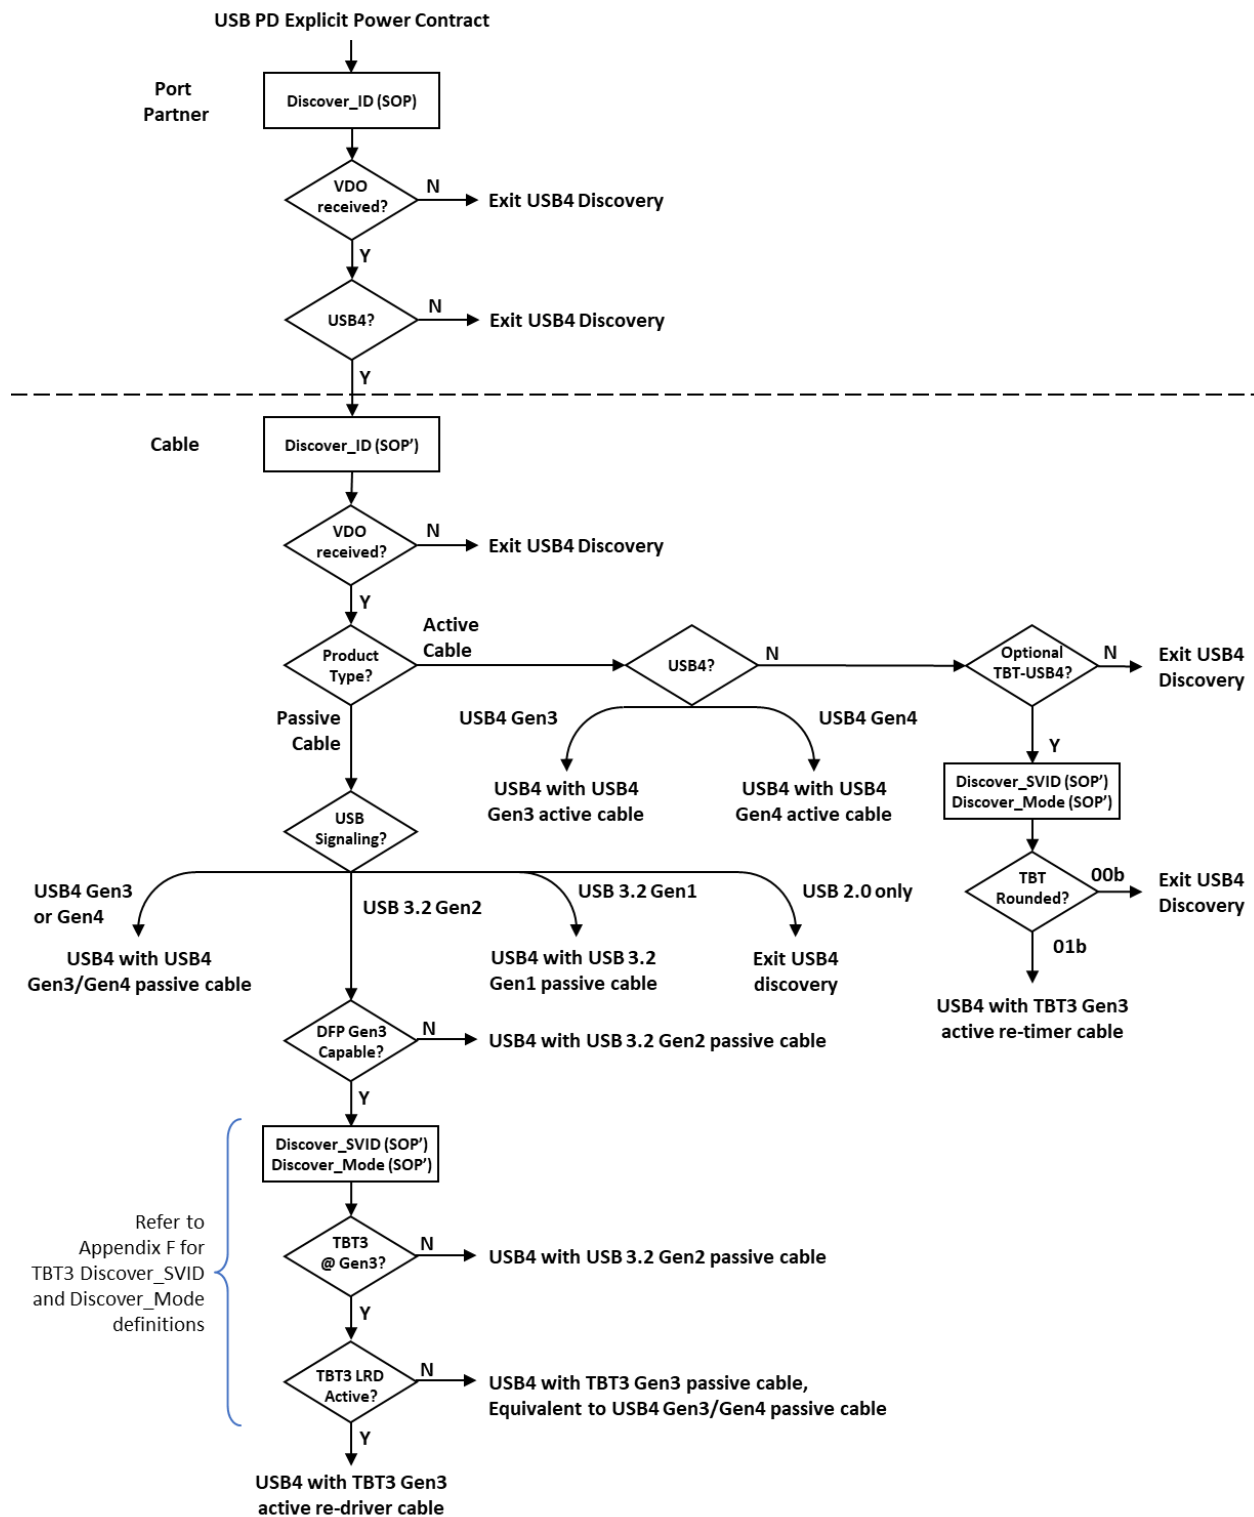 USB PD Explicit Power Contract
Port
Partner
Discover_ID (SOP)
VDO
received?
N
Exit USB4 Discovery
Y
USB4?
N
Exit USB4 Discovery
Y
Cable
Discover_ID (SOP’)
VDO
received?
N
Exit USB4 Discovery
Y
Product
Type?
Active
Cable
USB4?
N
Optional
TBT-USB4?
N
Exit USB4
Discovery
Passive
Cable
USB4 Gen3
USB4 Gen4
Y
USB4 with USB4
Gen3 active cable
USB4 with USB4
Gen4 active cable
Discover_SVID (SOP’)
Discover_Mode (SOP’)
USB
Signaling?
TBT
Rounded?
00b
Exit USB4
Discovery
01b
USB4 with TBT3 Gen3
active re-timer cable
USB4 Gen3
or Gen4
USB 3.2 Gen2
USB 3.2 Gen1
USB 2.0 only
USB4 with USB4
Gen3/Gen4 passive cable
USB4 with USB 3.2
Gen1 passive cable
Exit USB4
discovery
DFP Gen3
Capable?
N
USB4 with USB 3.2 Gen2 passive cable
Y
Discover_SVID (SOP’)
Discover_Mode (SOP’)
Refer to
Appendix F for
TBT3 Discover_SVID
and Discover_Mode
definitions
TBT3
@ Gen3?
N
USB4 with USB 3.2 Gen2 passive cable
Y
TBT3 LRD
Active?
N
USB4 with TBT3 Gen3 passive cable,
Equivalent to USB4 Gen3/Gen4 passive cable
Y
USB4 with TBT3 Gen3
active re-driver cable